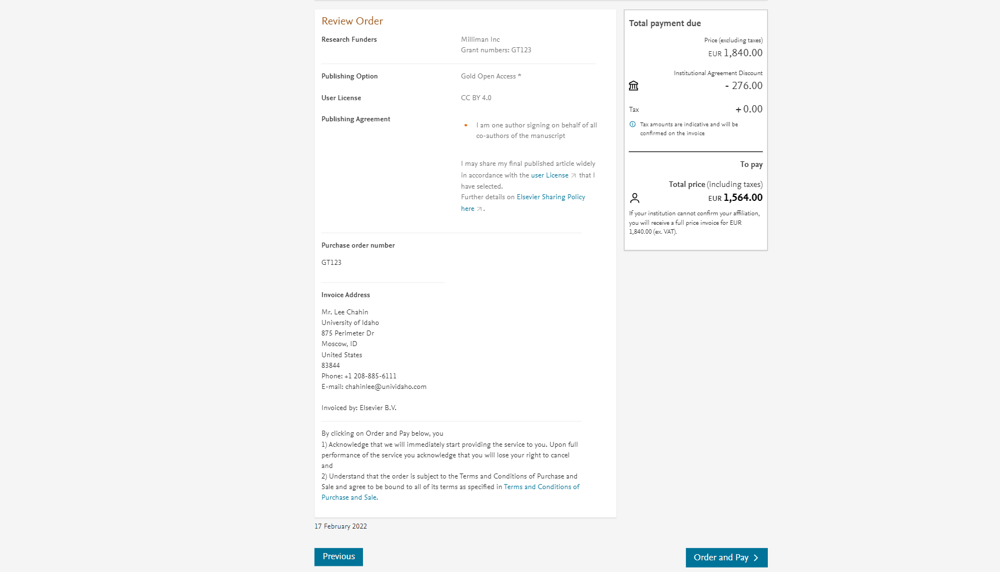 Review Order
Research Funders
Milliman Inc
Grant numbers: GT123
Publishing Option
Gold Open Access *
User License
CC BY 4.0
Publishing Agreement
I am one author signing on behalf of all
co-authors of the manuscript
I may share my final published article widely
in accordance with the user License that I
have selected.
Further details on Elsevier Sharing Policy
here .
Purchase order number
GT123
Invoice Address
Mr. Lee Chahin
University of Idaho
875 Perimeter Dr
Moscow, ID
United States
83844
Phone: +1 208-885-6111
E-mail: chahinlee@unividaho.com
Invoiced by: Elsevier B.V.
By clicking on Order and Pay below, you
1) Acknowledge that we will immediately start providing the service to you. Upon full
performance of the service you acknowledge that you will lose your right to cancel
and
2) Understand that the order is subject to the Terms and Conditions of Purchase and
Sale and agree to be bound to all of its terms as specified in Terms and Conditions of
Purchase and Sale.
17 February 2022
Previous
Order and Pay
Total payment due
Price (excluding taxes)
EUR 1,840.00
Institutional Agreement Discount
- 276.00
Tax
+ 0.00
Tax amounts are indicative and will be
confirmed on the invoice
To pay
Total price (including taxes)
EUR 1,564.00
If your institution cannot confirm your affiliation,
you will receive a full price invoice for EUR
1,840.00 (ex. VAT).